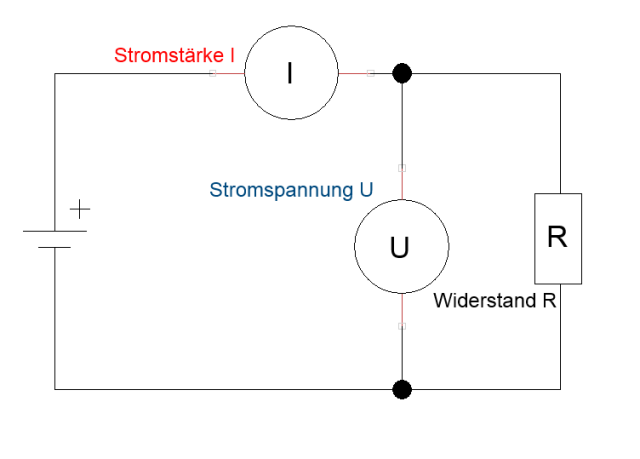 Stromstärke I
I
Stromspannung U
U
R
Widerstand R